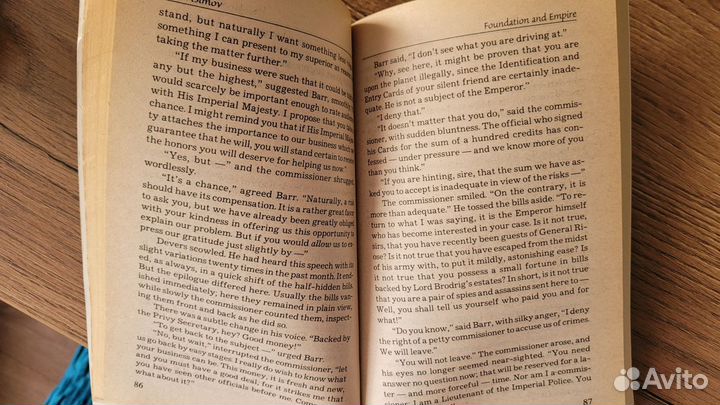 stand, but naturally I want something less
something I can present to my superior as reason
taking the matter further."
"If my business were such that it could be
any but the highest," suggested Barr, smoothly
would scarcely be important enough to rate
with His Imperial Majesty. I propose that you
chance. I might remind you that if His Imperial
ty attaches the importance to our business which
guarantee that he will, you will stand certain to receive
the honors you will deserve for helping us now."
"Yes, but —" and the commissioner shrugged
wordlessly.
"It's a chance," agreed Barr. "Naturally, a
should have its compensation. It is a rather great favor
to ask you, but we have already been greatly obliged
with your kindness in offering us this opportunity to
explain our problem. But if you would allow us to ex-
press our gratitude just slightly by —"
Devers scowled. He had heard this speech with its
slight variations twenty times in the past month. It end-
ed, as always, in a quick shift of the half-hidden bills.
But the epilogue differed here. Usually the bills van-
ished immediately; here they remained in plain view,
while slowly the commissioner counted them, inspect-
ing them front and back as he did so.
There was a subtle change in his voice. "Backed by
the Privy Secretary, hey? Good money!"
"To get back to the subject —" urged Barr.
"No, but wait," interrupted the commissioner, "let
us go back by easy stages. I really do wish to know what
your business can be. This money, it is fresh and new,
and you must have a good deal, for it strikes me that
you have seen other officials before me. Come
what about it?"
86
Foundation and Empire
Barr said, "I don't see what you are driving at."
"Why, see here, it might be proven that you are
upon the planet illegally, since the Identification and
Entry Cards of your silent friend are certainly inade-
quate. He is not a subject of the Emperor."
"I deny that."
"It doesn't matter that you do," said the commis-
sioner, with sudden bluntness. The official who signed
his Cards for the sum of a hundred credits has con-
fessed — under pressure — and we know more of you
than you think."
"If you are hinting, sire, that the sum we have as-
ked you to accept is inadequate in view of the risks —"
The commissioner smiled. "On the contrary, it is
more than adequate." He tossed the bills aside. "To re-
turn to what I was saying, it is the Emperor himself
who has become interested in your case. Is it not true,
sirs, that you have recently been guests of General Ri-
ose? Is it not true that you have escaped from the midst
of his army with, to put it mildly, astonishing ease? Is
it not true that you possess a small fortune in bills
backed by Lord Brodrig's estates? In short, is it not true
that you are a pair of spies and assassins sent here to —
Well, you shall tell us yourself who paid you and for
what!"
"Do you know," said Barr, with silky anger, "I deny
the right of a petty commissioner to accuse us of crimes.
We will leave."
"You will not leave." The commissioner arose, and
his eyes no longer seemed near-sighted. "You need
answer no question now; that will be reserved for a la-
ter — and more forceful — time. Nor am I a commis-
sioner; I am a Lieutenant of the Imperial Police. You
87
Avito